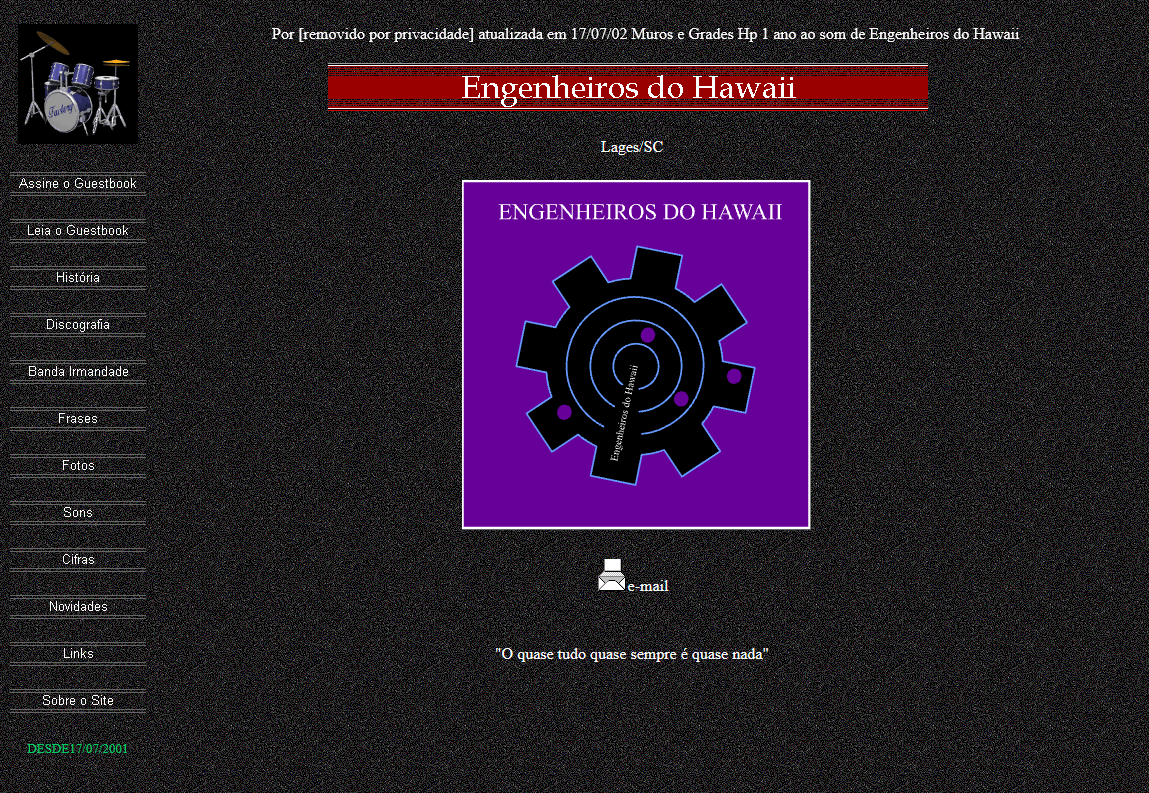 Por [removido por privacidade] atualizada em 17/07/02 Muros e Grades Hp 1 ano ao som de Engenheiros do Hawaii
Engenheiros do Hawaii
Lages/SC
Factory
Assine o Guestbook
Leia o Guestbook
História
Discografia
Banda Irmandade
Frases
Fotos
Sons
Cifras
Novidades
Links
Sobre o Site
DESDE17/07/2001
ENGENHEIROS DO HAWAII
Engenheiros do Hawaii
e-mail
"O quase tudo quase sempre é quase nada"